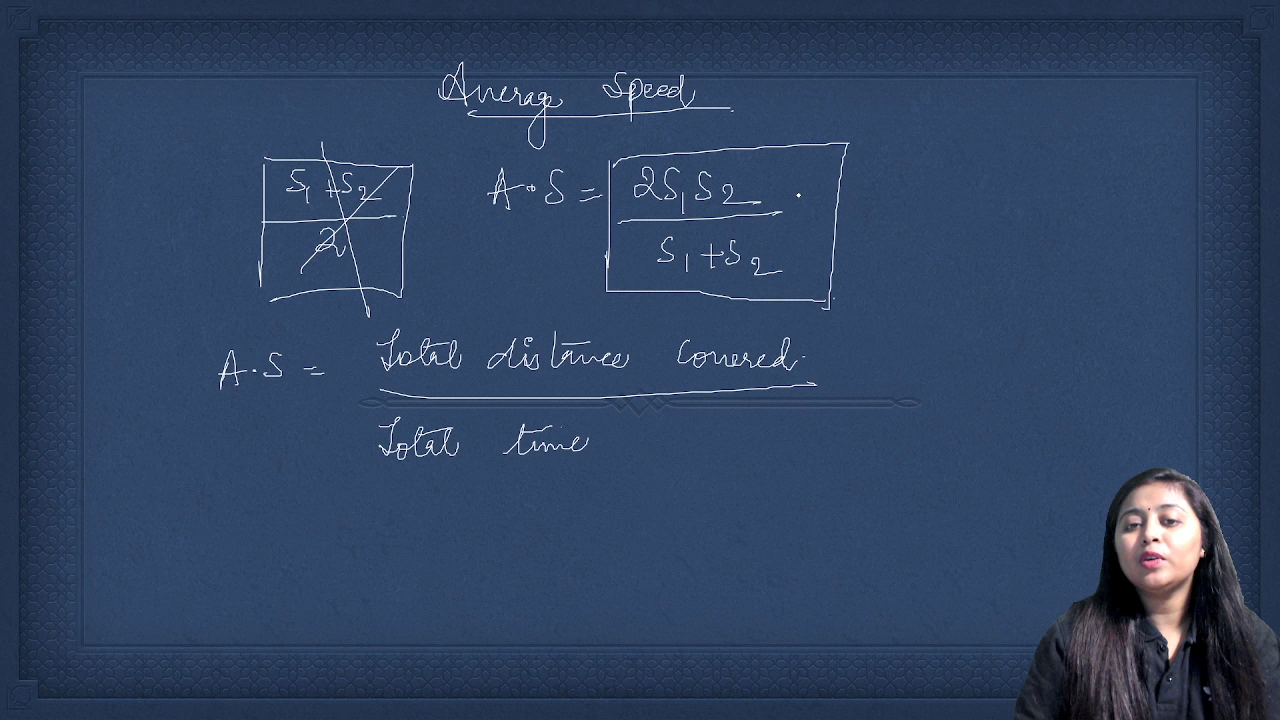 Average Speed
S1 + S2
2
A.S = 2S1S2
S1 + S2
A.S = Total distance Covered.
Total time